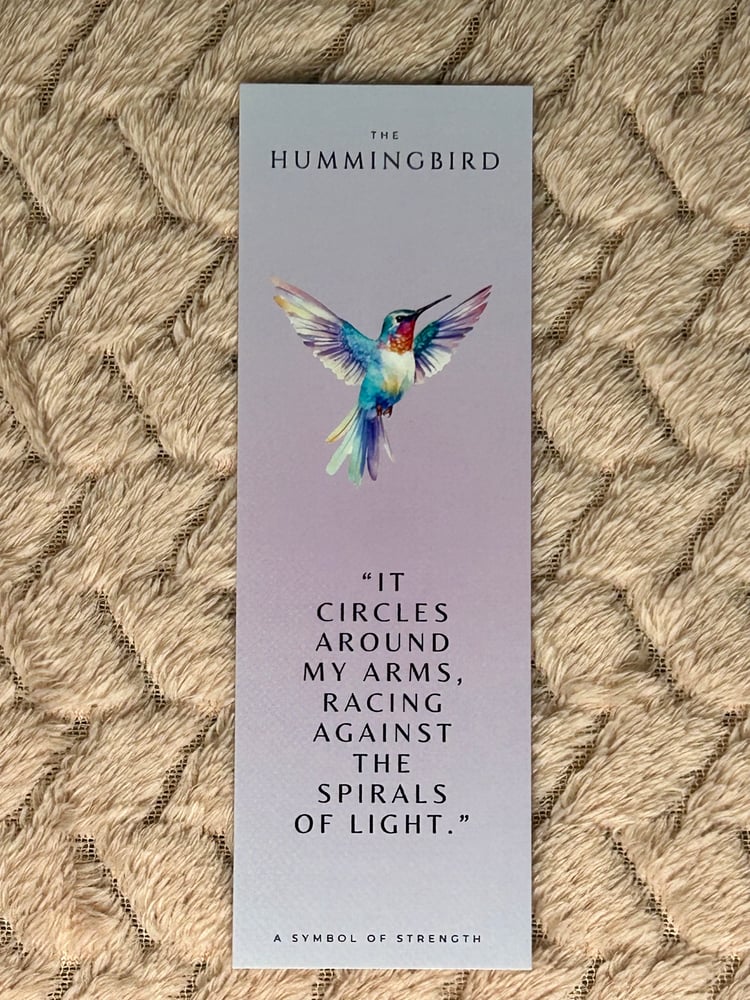 THE
HUMMINGBIRD
“IT
CIRCLES
AROUND
MY ARMS,
RACING
AGAINST
THE
SPIRALS
OF LIGHT.”
A SYMBOL OF STRENGTH